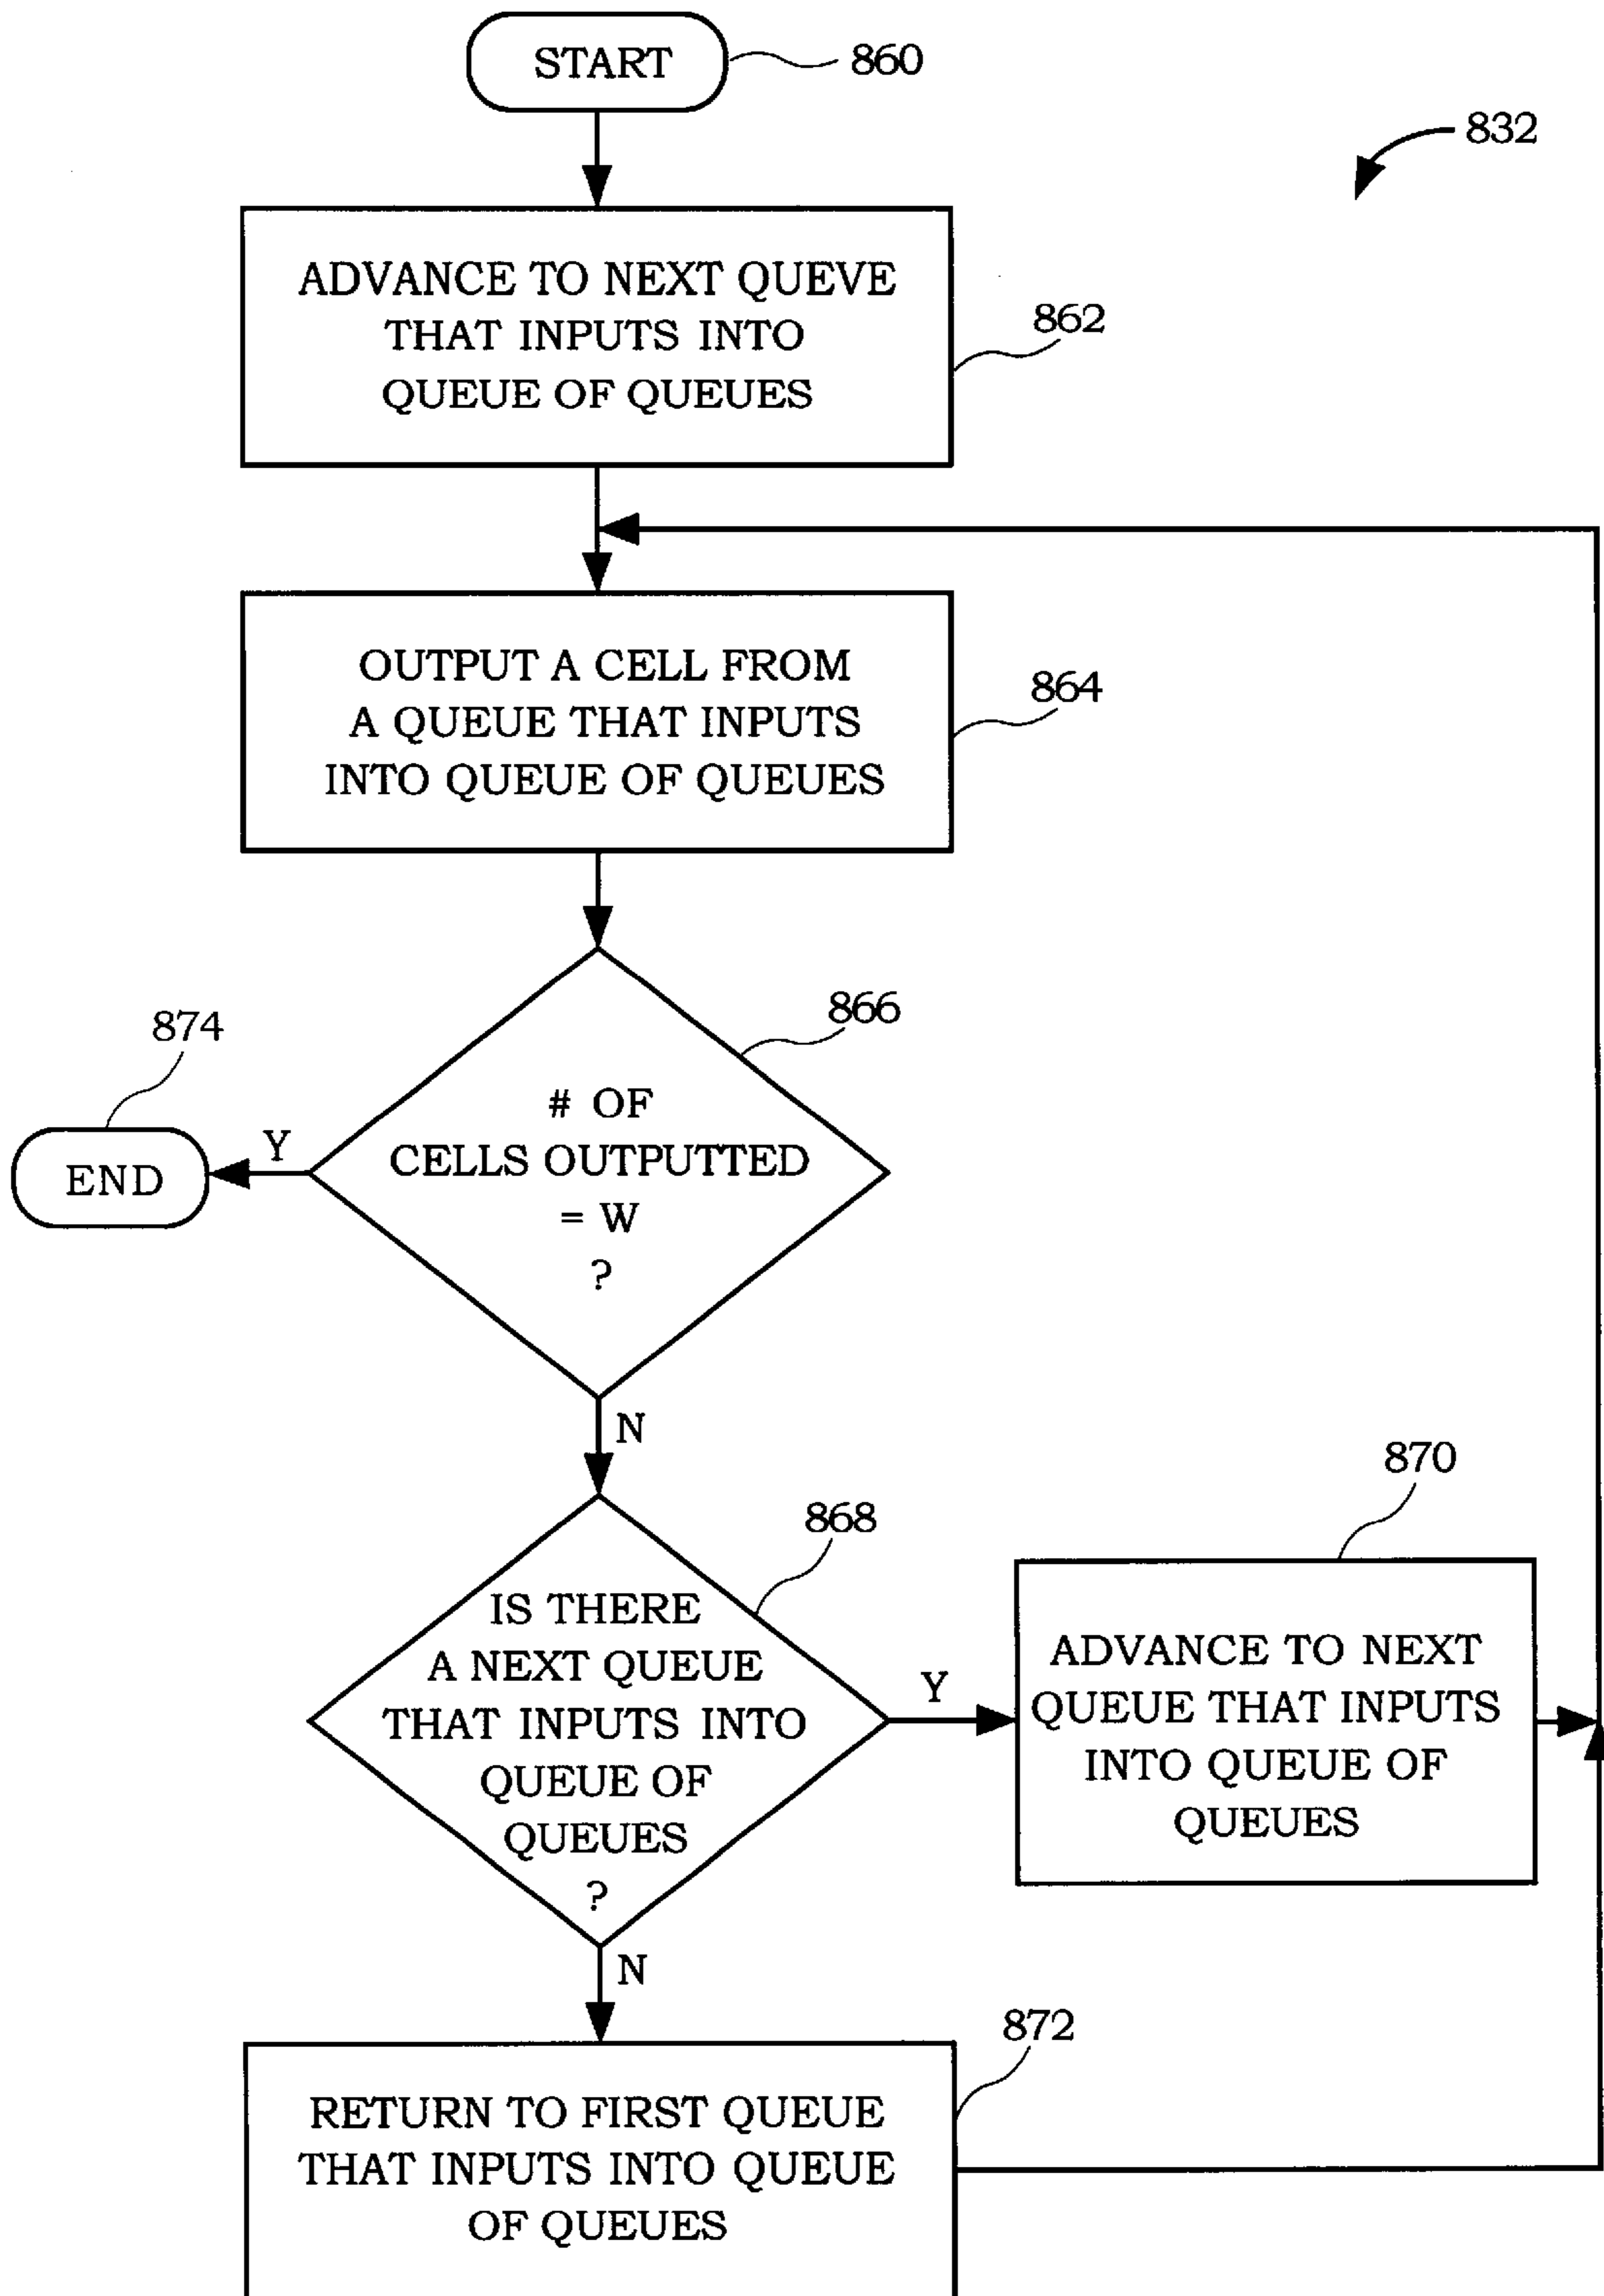 START
860
832
ADVANCE TO NEXT QUEVE
THAT INPUTS INTO
QUEUE OF QUEUES
862
OUTPUT A CELL FROM
A QUEUE THAT INPUTS
INTO QUEUE OF QUEUES
864
866
# OF
CELLS OUTPUTTED
= W
?
874
Y
END
N
868
IS THERE
A NEXT QUEUE
THAT INPUTS INTO
QUEUE OF
QUEUES
?
Y
870
ADVANCE TO NEXT
QUEUE THAT INPUTS
INTO QUEUE OF
QUEUES
N
872
RETURN TO FIRST QUEUE
THAT INPUTS INTO QUEUE
OF QUEUES